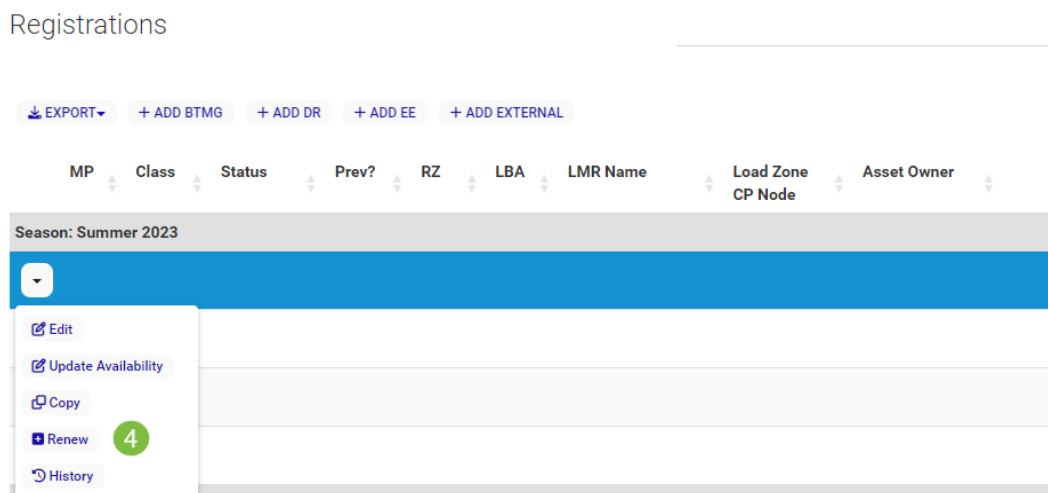 Registrations
EXPORT + ADD BTMG + ADD DR + ADD EE + ADD EXTERNAL
MP Class Status Prev? RZ LBA LMR Name Load Zone Asset Owner
CP Node
Season: Summer 2023
Edit
Update Availability
Copy
Renew 4
History